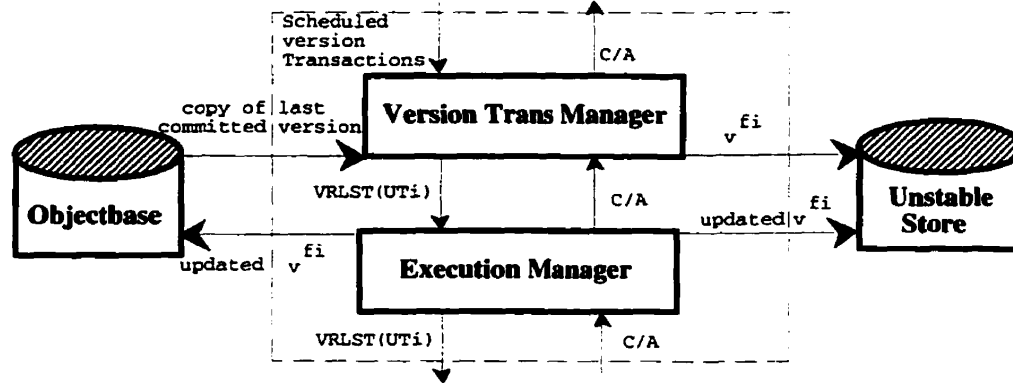 Scheduled
version
Transactions
C/A
copy of last
committed version
Version Trans Manager
v fi
Objectbase
VRLST(UTi)
C/A
Unstable
Store
updated v fi
updated v fi
Execution Manager
VRLST(UTi)
C/A